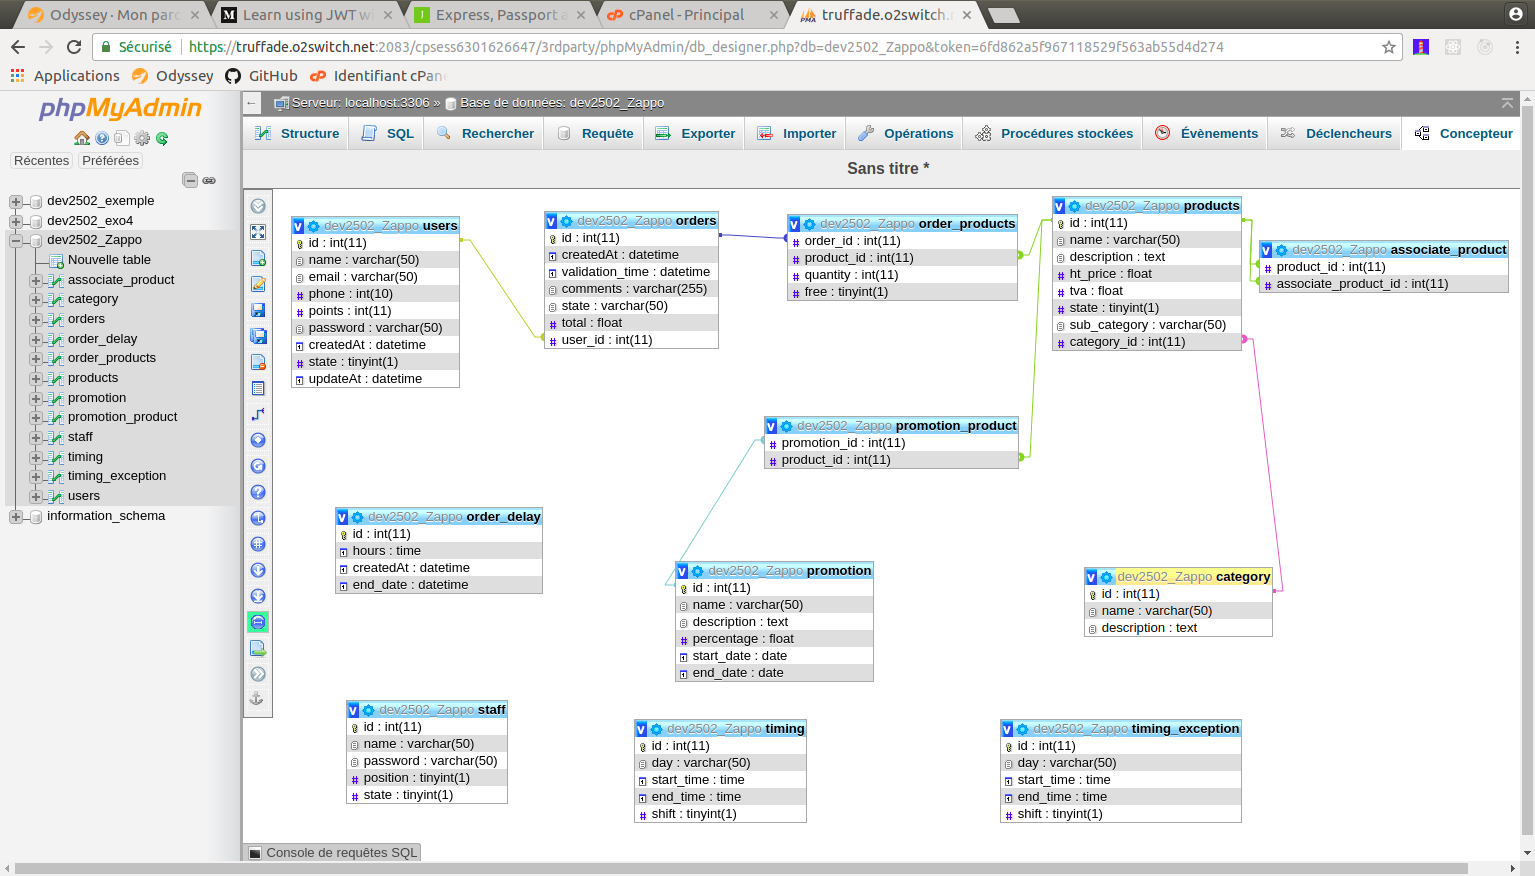 Odyssey · Mon parc
Learn using JWT wi
Express, Passport a
cPanel - Principal
truffade.o2switch.n
Sécurisé
https://truffade.o2switch.net:2083/cpsess6301626647/3rdparty/phpMyAdmin/db_designer.php?db=dev2502_Zappo&token=6fd862a5f967118529f563ab55d4d274
Applications
Odyssey
GitHub
Identifiant cPane
phpMyAdmin
Récentes
Préférées
dev2502_exemple
dev2502_exo4
dev2502_Zappo
Nouvelle table
associate_product
category
orders
order_delay
order_products
products
promotion
promotion_product
staff
timing
timing_exception
users
information_schema
Serveur: localhost:3306 » Base de données: dev2502_Zappo
Structure
SQL
Rechercher
Requête
Exporter
Importer
Opérations
Procédures stockées
Évènements
Déclencheurs
Concepteur
Sans titre *
dev2502_Zappo users
id : int(11)
name : varchar(50)
email : varchar(50)
phone : int(10)
points : int(11)
password : varchar(50)
createdAt : datetime
state : tinyint(1)
updateAt : datetime
dev2502_Zappo orders
id : int(11)
createdAt : datetime
validation_time : datetime
comments : varchar(255)
state : varchar(50)
total : float
user_id : int(11)
dev2502_Zappo order_products
order_id : int(11)
product_id : int(11)
quantity : int(11)
free : tinyint(1)
dev2502_Zappo products
id : int(11)
name : varchar(50)
description : text
ht_price : float
tva : float
state : tinyint(1)
sub_category : varchar(50)
category_id : int(11)
dev2502_Zappo associate_product
product_id : int(11)
associate_product_id : int(11)
dev2502_Zappo promotion_product
promotion_id : int(11)
product_id : int(11)
dev2502_Zappo order_delay
id : int(11)
hours : time
createdAt : datetime
end_date : datetime
dev2502_Zappo promotion
id : int(11)
name : varchar(50)
description : text
percentage : float
start_date : date
end_date : date
dev2502_Zappo category
id : int(11)
name : varchar(50)
description : text
dev2502_Zappo staff
id : int(11)
name : varchar(50)
password : varchar(50)
position : tinyint(1)
state : tinyint(1)
dev2502_Zappo timing
id : int(11)
day : varchar(50)
start_time : time
end_time : time
shift : tinyint(1)
dev2502_Zappo timing_exception
id : int(11)
day : varchar(50)
start_time : time
end_time : time
shift : tinyint(1)
Console de requêtes SQL